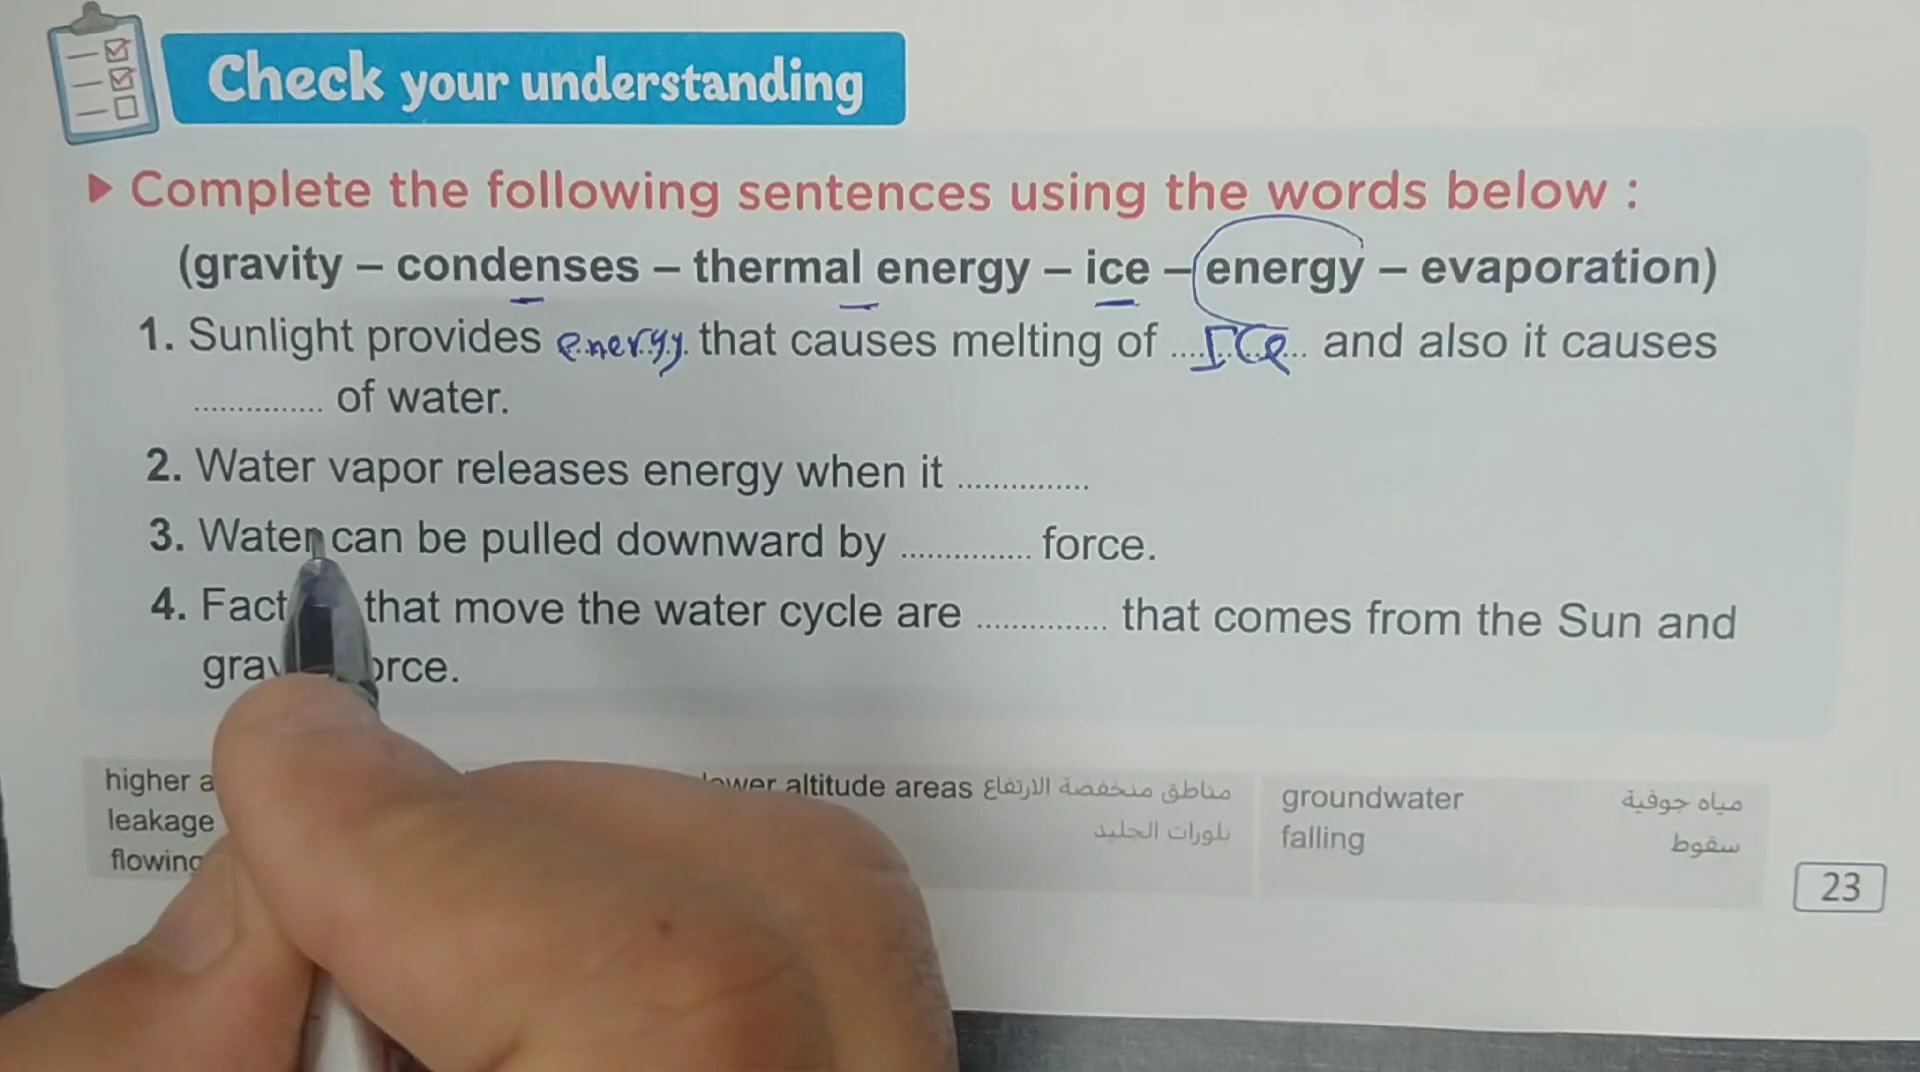 Check your understanding
Complete the following sentences using the words below :
(gravity – condenses – thermal energy – ice – energy – evaporation)
1. Sunlight provides energy that causes melting of .... ICe ... and also it causes
............... of water.
2. Water vapor releases energy when it ...............
3. Water can be pulled downward by ............... force.
4. that move the water cycle are ............... that comes from the Sun and
higher lower altitude areas مناطق منخفضة الارتفاع groundwater مياه جوفية
leakage بلورات الجليد falling سقوط
flowing
23